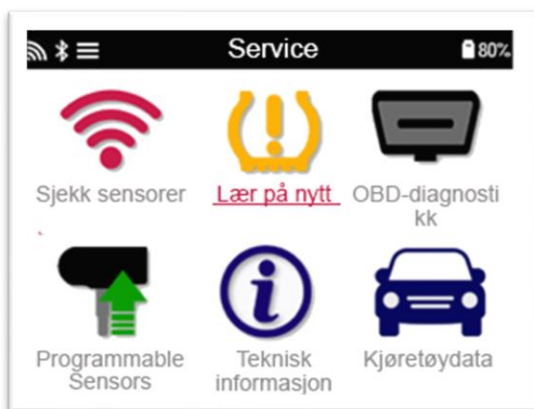 Service
80%
Sjekk sensorer
Lær på nytt
OBD-diagnosti
kk
Programmable
Sensors
Teknisk
informasjon
Kjøretøydata